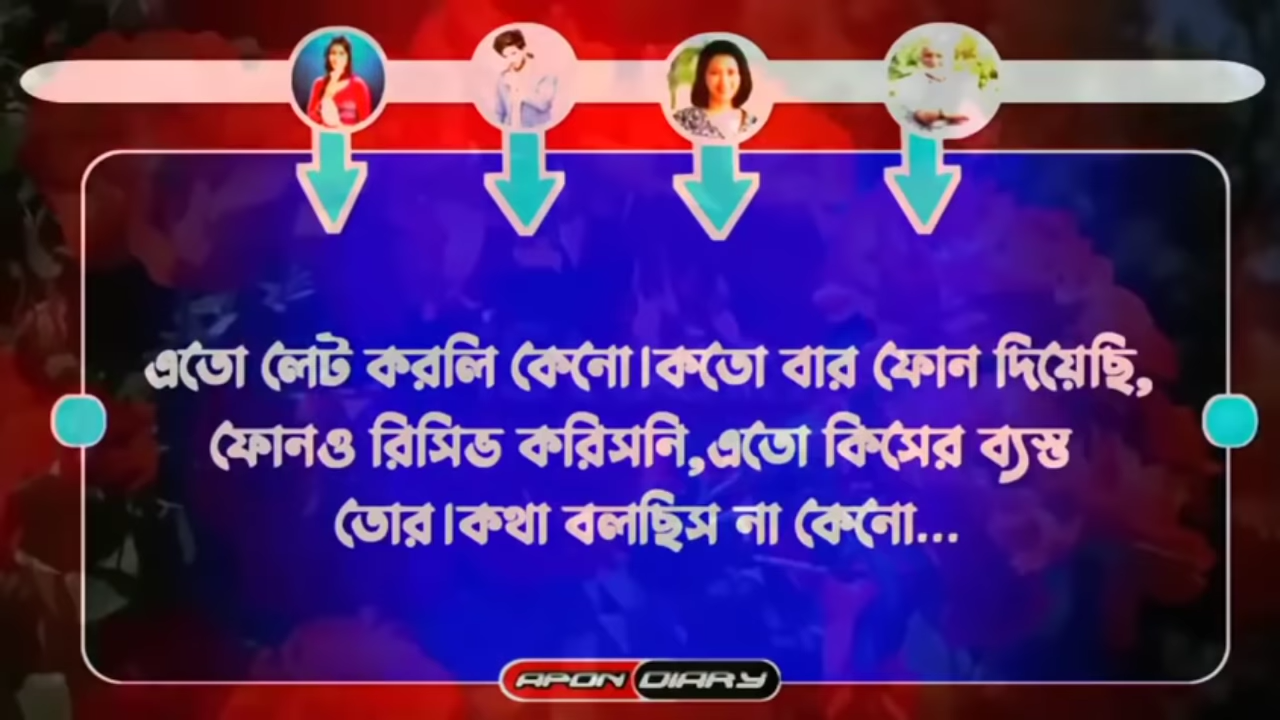 এতো লেট করলি কেনো।কতো বার ফোন দিয়েছি,
ফোনও রিসিভ করিসনি,এতো কিসের ব্যস্ত
তোর।কথা বলছিস না কেনো...
APON DIARY